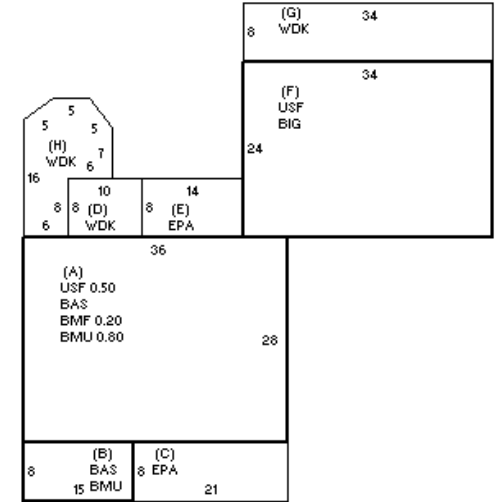 (G) 34
8 WDK
34
(F)
USF
BIG
24
5
5 5
(H)
WDK 7
6
16
10 14
8 8 (D) 8 (E)
6 WDK EPA
36
(A)
USF 0.50
BAS
BMF 0.20
BMU 0.80
28
(B) (C)
8 BAS 8 EPA
15 BMU 21